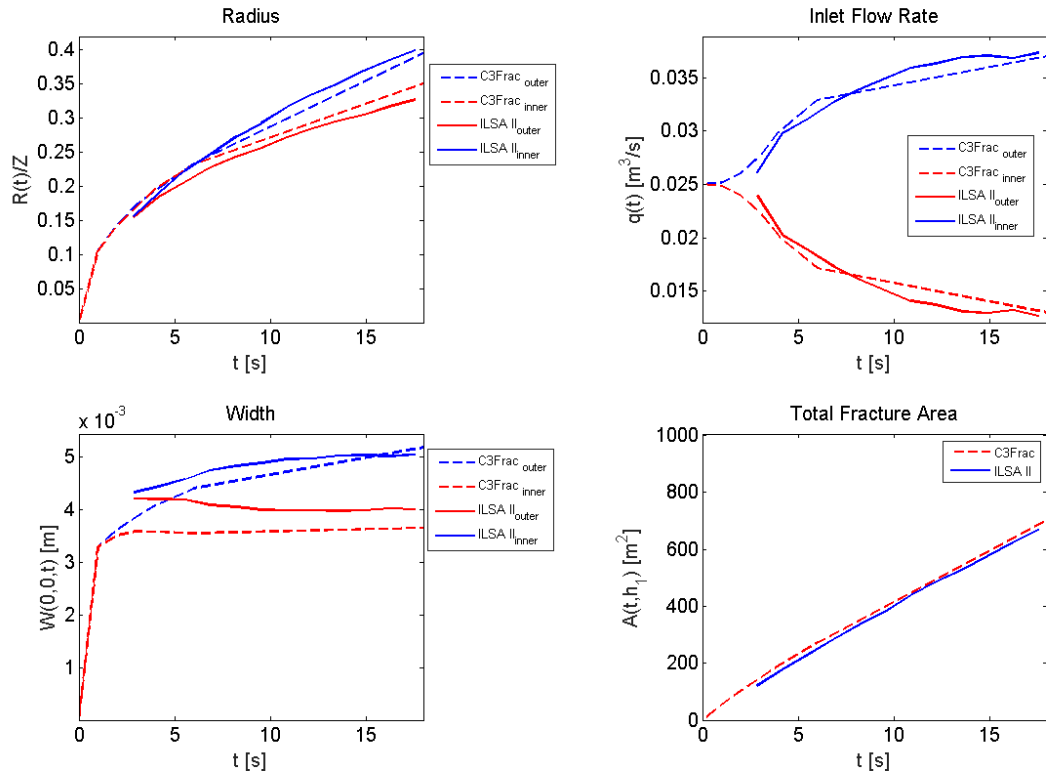 Radius
0.4
0.35
0.3
0.25
0.2
0.15
0.1
0.05
R(t)/Z
0
5
10
15
t [s]
C3Frac outer
C3Frac inner
ILSA II outer
ILSA II inner
Inlet Flow Rate
0.035
0.03
0.025
0.02
0.015
q(t) [m³/s]
0
5
10
15
t [s]
C3Frac outer
C3Frac inner
ILSA II outer
ILSA II inner
Width
x 10⁻³
5
4
3
2
1
W(0,0,t) [m]
0
5
10
15
t [s]
C3Frac outer
C3Frac inner
ILSA II outer
ILSA II inner
Total Fracture Area
1000
800
600
400
200
0
A(t,h₁) [m²]
0
5
10
15
t [s]
C3Frac
ILSA II